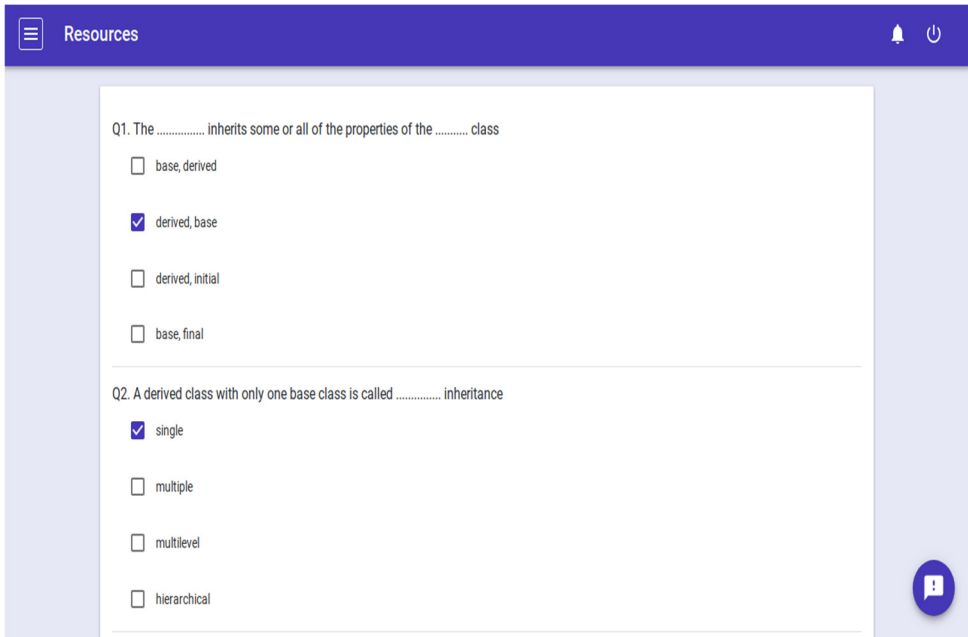 Resources
Q1. The ................ inherits some or all of the properties of the ........... class
base, derived
derived, base
derived, initial
base, final
Q2. A derived class with only one base class is called ............... inheritance
single
multiple
multilevel
hierarchical